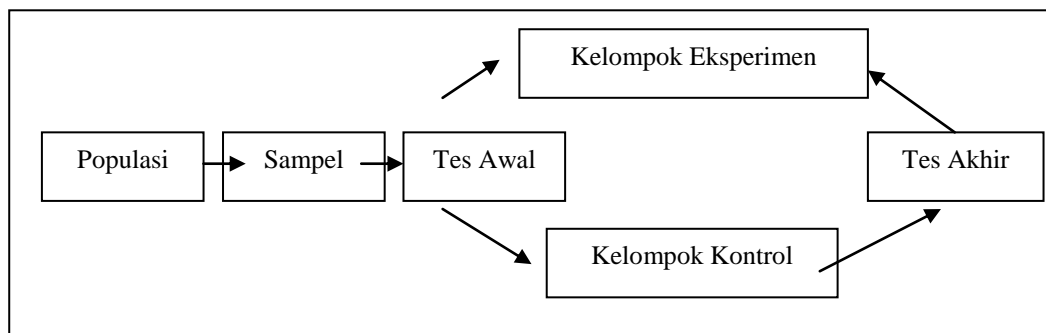 Kelompok Eksperimen
Populasi
Sampel
Tes Awal
Tes Akhir
Kelompok Kontrol